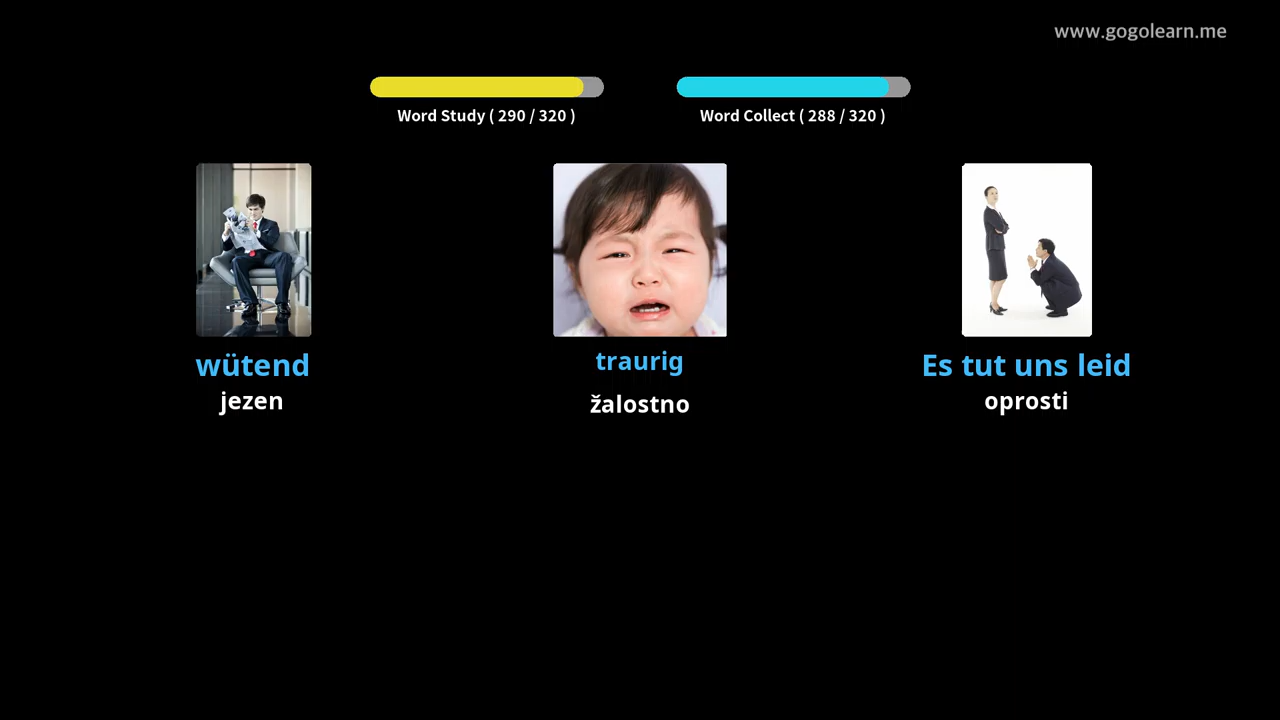 www.gogolearn.me
Word Study ( 290 / 320 )
Word Collect ( 288 / 320 )
wütend
jezen
traurig
žalostno
Es tut uns leid
oprosti